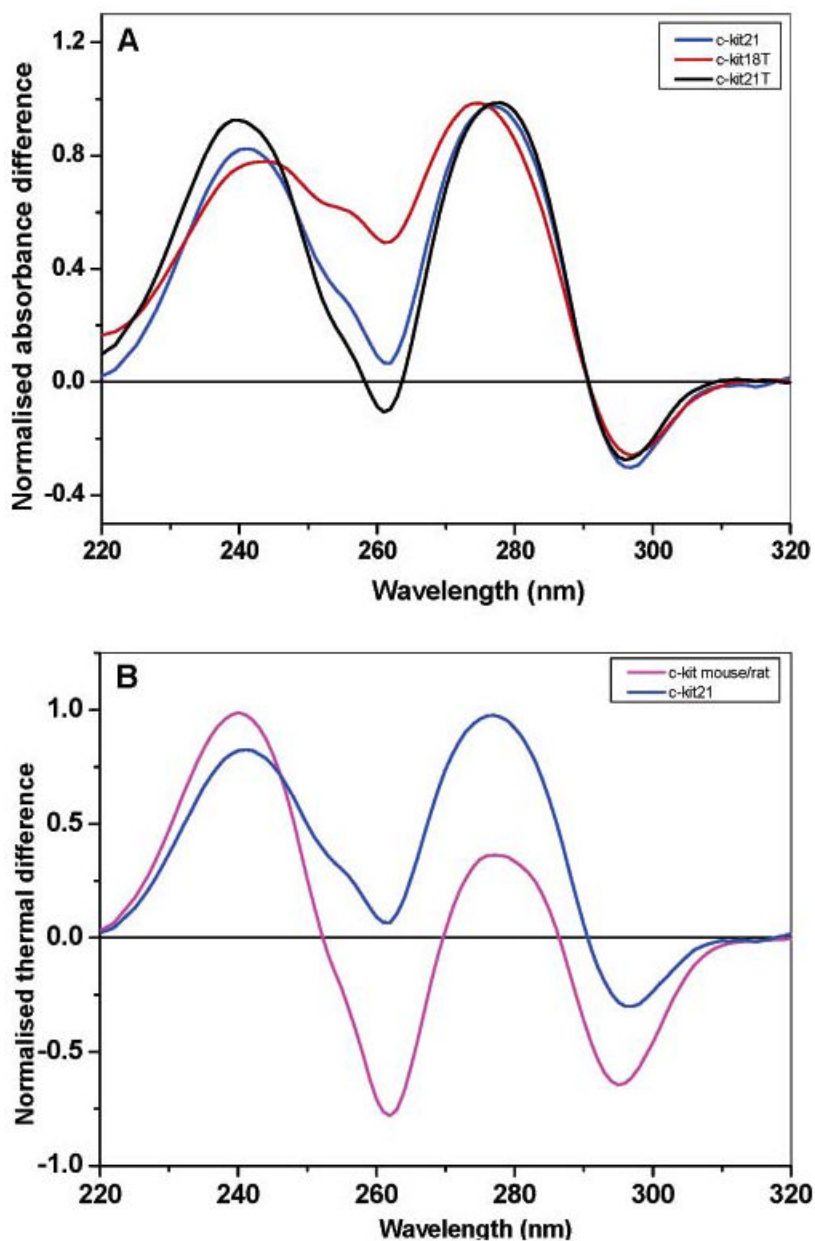 A
c-kit21
c-kit18T
c-kit21T
Normalised absorbance difference
1.2
0.8
0.4
0.0
-0.4
220 240 260 280 300 320
Wavelength (nm)
B
c-kit mouse/rat
c-kit21
Normalised thermal difference
1.0
0.5
0.0
-0.5
-1.0
220 240 260 280 300 320
Wavelength (nm)